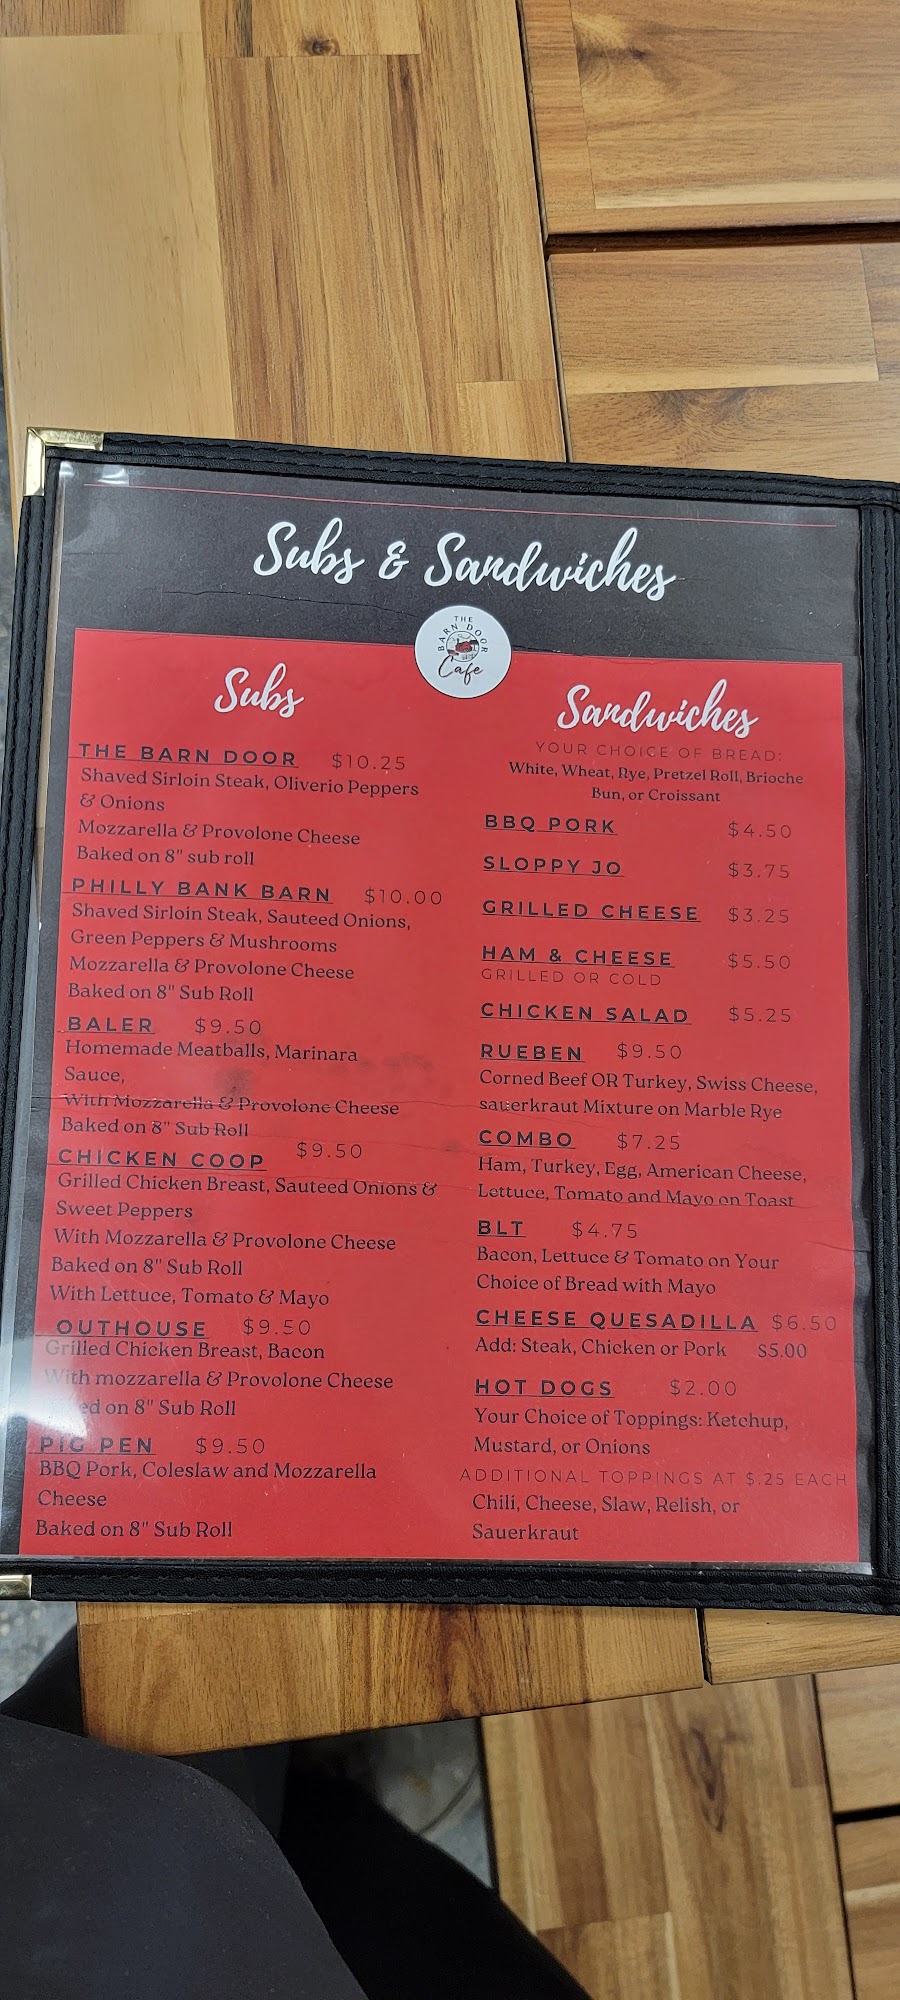 Subs & Sandwiches
THE
BARN DOOR
Cafe
Subs
THE BARN DOOR $10.25
Shaved Sirloin Steak, Oliverio Peppers
& Onions
Mozzarella & Provolone Cheese
Baked on 8" sub roll
PHILLY BANK BARN $10.00
Shaved Sirloin Steak, Sauteed Onions,
Green Peppers & Mushrooms
Mozzarella & Provolone Cheese
Baked on 8" Sub Roll
BALER $9.50
Homemade Meatballs, Marinara
Sauce,
With Mozzarella & Provolone Cheese
Baked on 8" Sub Roll
CHICKEN COOP $9.50
Grilled Chicken Breast, Sauteed Onions &
Sweet Peppers
With Mozzarella & Provolone Cheese
Baked on 8" Sub Roll
With Lettuce, Tomato & Mayo
OUTHOUSE $9.50
Grilled Chicken Breast, Bacon
With mozzarella & Provolone Cheese
Baked on 8" Sub Roll
PIG PEN $9.50
BBQ Pork, Coleslaw and Mozzarella
Cheese
Baked on 8" Sub Roll
Sandwiches
YOUR CHOICE OF BREAD:
White, Wheat, Rye, Pretzel Roll, Brioche
Bun, or Croissant
BBQ PORK $4.50
SLOPPY JO $3.75
GRILLED CHEESE $3.25
HAM & CHEESE $5.50
GRILLED OR COLD
CHICKEN SALAD $5.25
RUEBEN $9.50
Corned Beef OR Turkey, Swiss Cheese,
sauerkraut Mixture on Marble Rye
COMBO $7.25
Ham, Turkey, Egg, American Cheese,
Lettuce, Tomato and Mayo on Toast
BLT $4.75
Bacon, Lettuce & Tomato on Your
Choice of Bread with Mayo
CHEESE QUESADILLA $6.50
Add: Steak, Chicken or Pork $5.00
HOT DOGS $2.00
Your Choice of Toppings: Ketchup,
Mustard, or Onions
ADDITIONAL TOPPINGS AT $.25 EACH
Chili, Cheese, Slaw, Relish, or
Sauerkraut